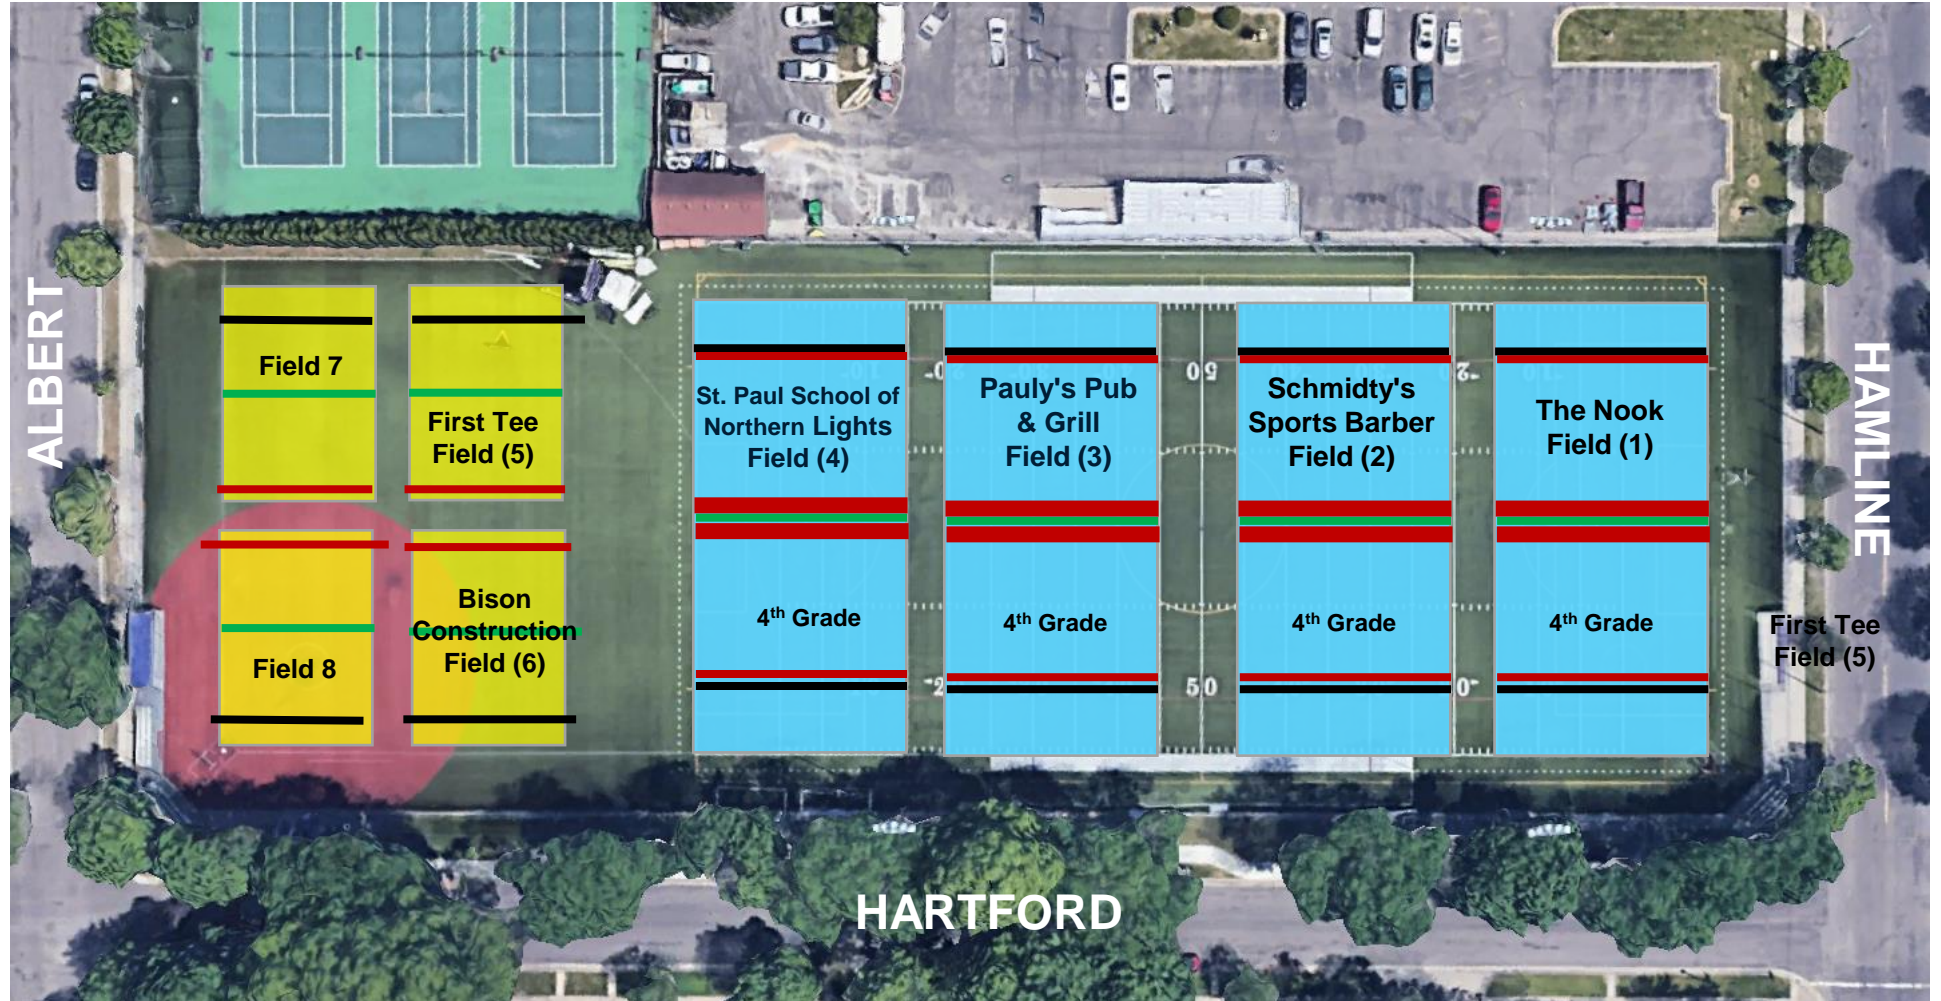 ALBERT
HAMLINE
Field 7
First Tee
Field (5)
St. Paul School of
Northern Lights
Field (4)
Pauly's Pub
& Grill
Field (3)
Schmidty's
Sports Barber
Field (2)
The Nook
Field (1)
Field 8
Bison
Construction
Field (6)
4th Grade
4th Grade
4th Grade
4th Grade
First Tee
Field (5)
50
50
HARTFORD